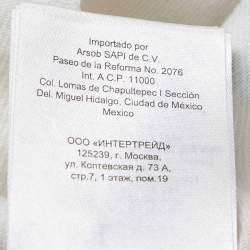 Importado por
Arsob SAPI de C.V.
Paseo de la Reforma No. 2076
Int. A C.P. 11000
Col. Lomas de Chapultepec I Sección
Del. Miguel Hidalgo, Ciudad de México
Mexico
ООО «ИНТЕРТРЕЙД»
125239, г. Москва,
ул. Коптевская д. 73 А,
стр.7, 1 этаж, пом.19